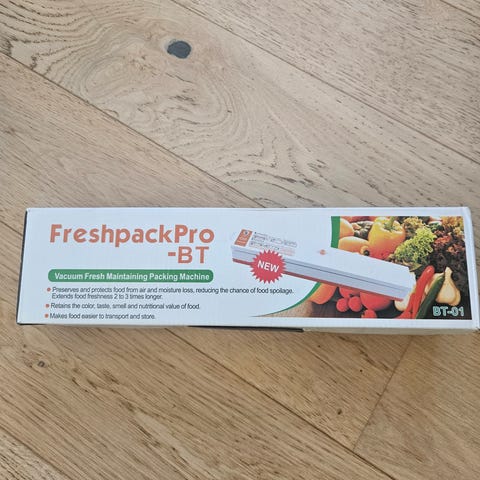 FreshpackPro
-BT
Vacuum Fresh Maintaining Packing Machine
Preserves and protects food from air and moisture loss, reducing the chance of food spoilage.
Extends food freshness 2 to 3 times longer.
Retains the color, taste, smell and nutritional value of food.
Makes food easier to transport and store.
NEW
BT-01